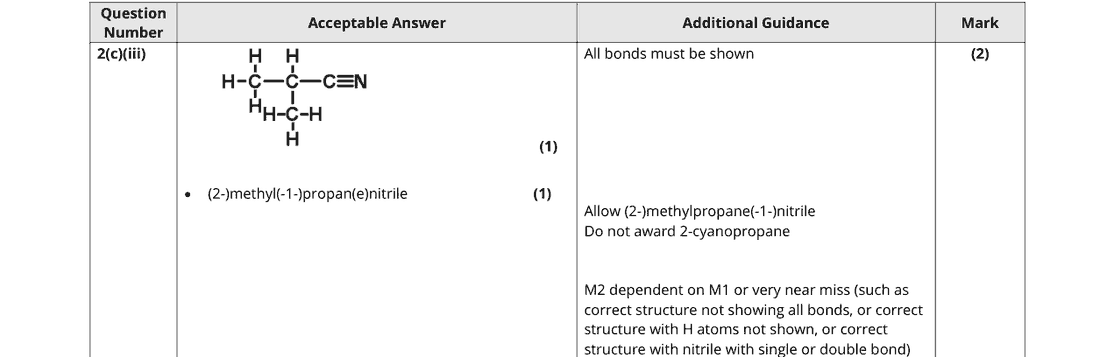 Question Number
Acceptable Answer
Additional Guidance
Mark
2(c)(iii)
H H
H-C—C—C≡N
H
H-C-H
H
(1)
All bonds must be shown
(2)
• (2-)methyl(-1-)propan(e)nitrile (1)
Allow (2-)methylpropane(-1-)nitrile
Do not award 2-cyanopropane
M2 dependent on M1 or very near miss (such as
correct structure not showing all bonds, or correct
structure with H atoms not shown, or correct
structure with nitrile with single or double bond)